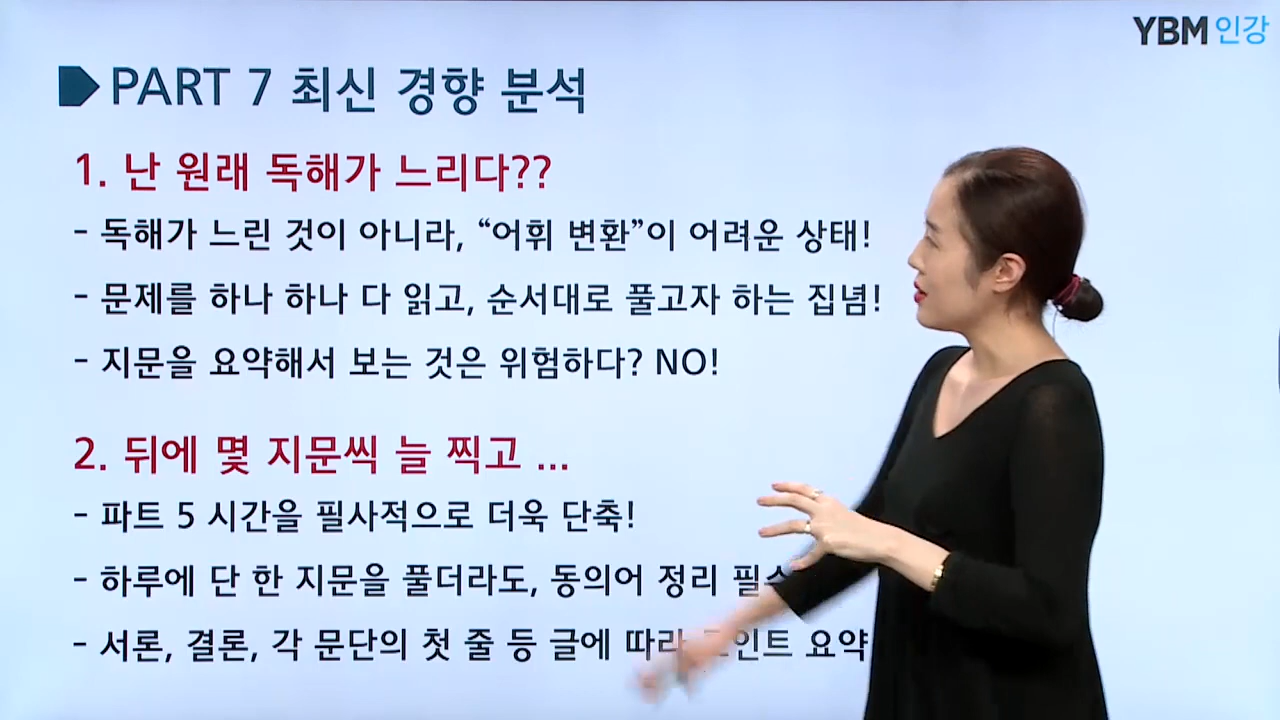 YBM 인강
PART 7 최신 경향 분석
1. 난 원래 독해가 느리다??
- 독해가 느린 것이 아니라, “어휘 변환”이 어려운 상태!
- 문제를 하나 하나 다 읽고, 순서대로 풀고자 하는 집념!
- 지문을 요약해서 보는 것은 위험하다? NO!
2. 뒤에 몇 지문씩 늘 찍고 ...
- 파트 5 시간을 필사적으로 더욱 단축!
- 하루에 단 한 지문을 풀더라도, 동의어 정리
- 서론, 결론, 각 문단의 첫 줄 등 글에 따라 요약